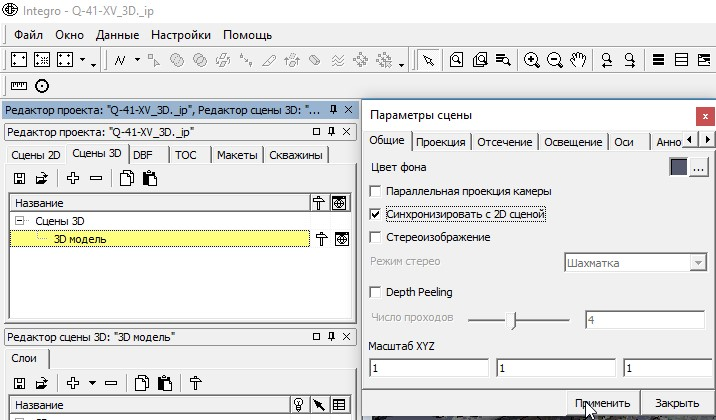 Integro - Q-41-XV_3D._ip
Файл Окно Данные Настройки Помощь
Редактор проекта: "Q-41-XV_3D._ip", Редактор сцены 3D: "...
Редактор проекта: "Q-41-XV_3D._ip"
Сцены 2D Сцены 3D DBF ТОС Макеты Скважины
Название
Сцены 3D
3D модель
Редактор сцены 3D: "3D модель"
Слои
Название
Параметры сцены
Общие Проекция Отсечение Освещение Оси Анно
Цвет фона ...
Параллельная проекция камеры
Синхронизировать с 2D сценой
Стереоизображение
Режим стерео Шахматка
Depth Peeling
Число проходов 4
Масштаб XYZ
1 1 1
Применить Закрыть